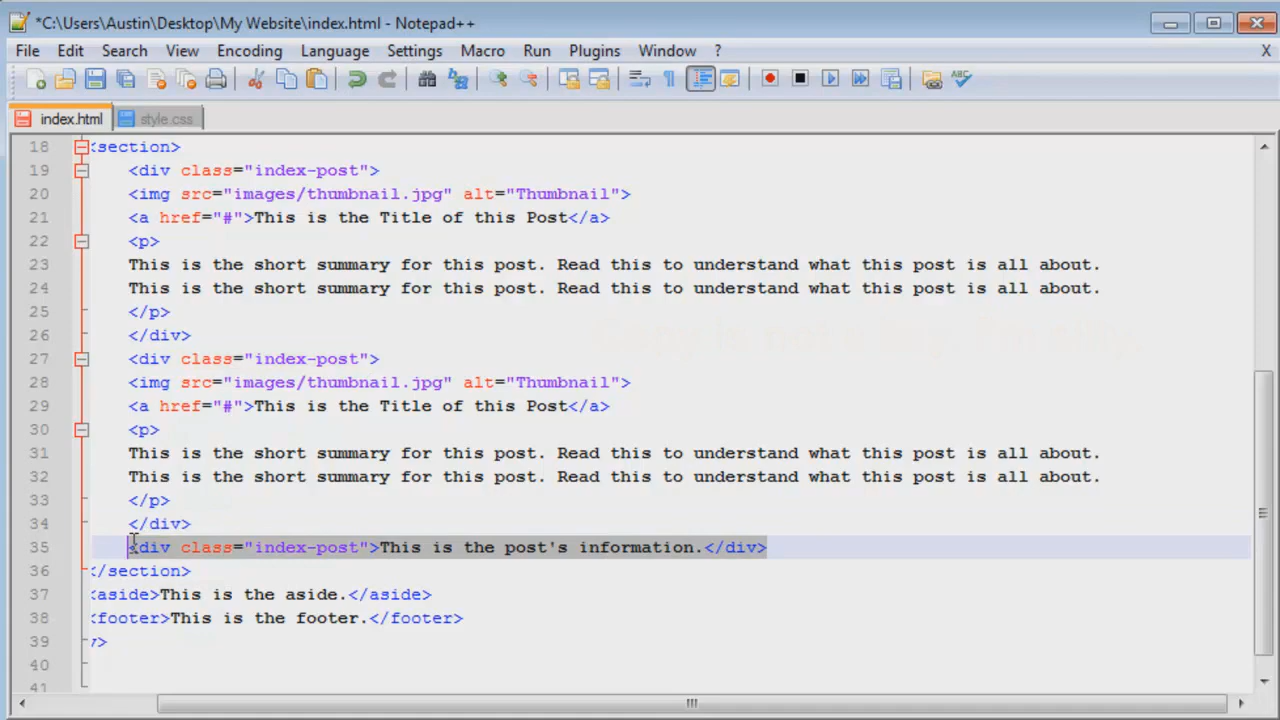 *C:\Users\Austin\Desktop\My Website\index.html - Notepad++
File Edit Search View Encoding Language Settings Macro Run Plugins Window ? X
index.html style.css
18 <section>
19 <div class="index-post">
20 <img src="images/thumbnail.jpg" alt="Thumbnail">
21 <a href="#">This is the Title of this Post</a>
22 <p>
23 This is the short summary for this post. Read this to understand what this post is all about.
24 This is the short summary for this post. Read this to understand what this post is all about.
25 </p>
26 </div>
27 <div class="index-post">
28 <img src="images/thumbnail.jpg" alt="Thumbnail">
29 <a href="#">This is the Title of this Post</a>
30 <p>
31 This is the short summary for this post. Read this to understand what this post is all about.
32 This is the short summary for this post. Read this to understand what this post is all about.
33 </p>
34 </div>
35 <div class="index-post">This is the post's information.</div>
36 </section>
37 <aside>This is the aside.</aside>
38 <footer>This is the footer.</footer>
39 v>
40
41